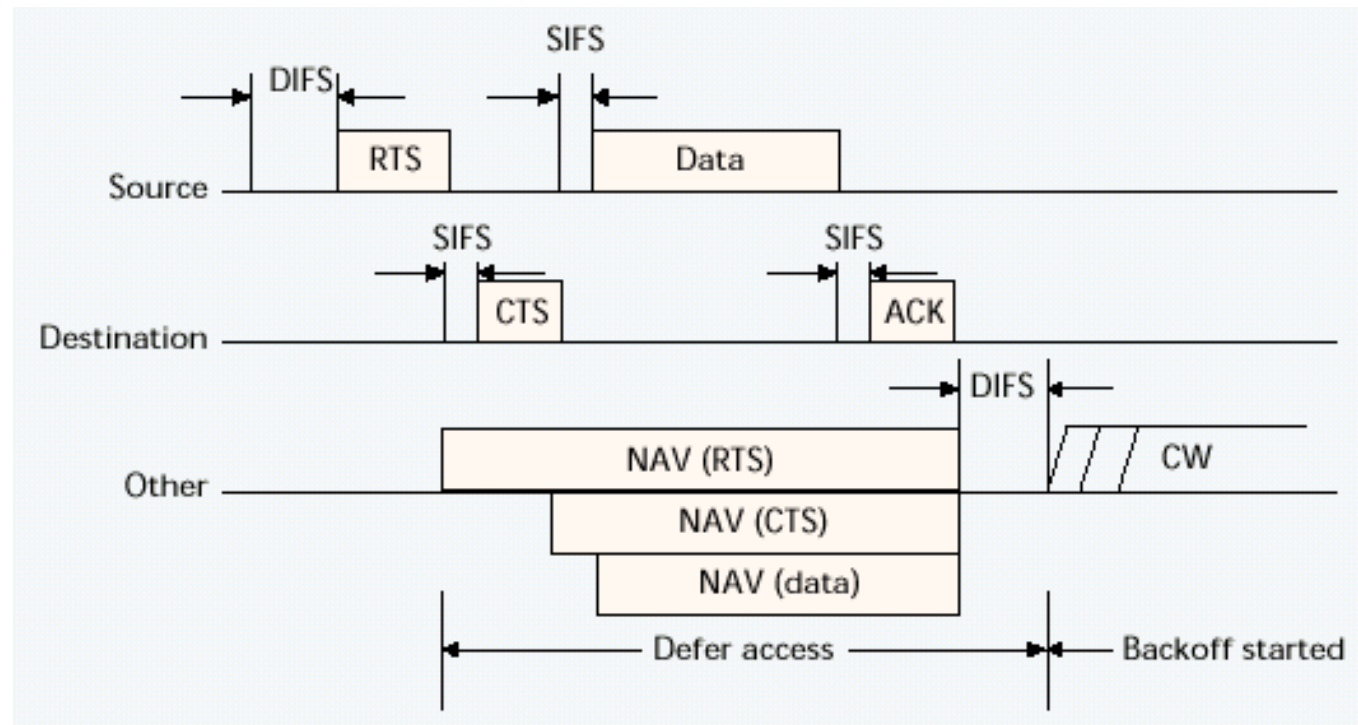 SIFS
DIFS
RTS
Data
Source
SIFS
SIFS
CTS
ACK
Destination
DIFS
NAV (RTS)
CW
Other
NAV (CTS)
NAV (data)
Defer access
Backoff started